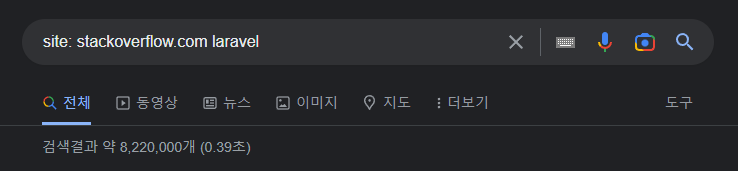 site: stackoverflow.com laravel
전체 동영상 뉴스 이미지 지도 더보기 도구
검색결과 약 8,220,000개 (0.39초)